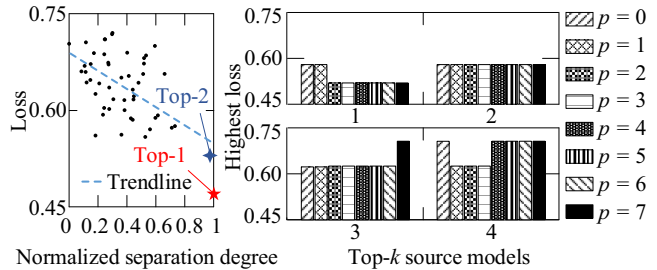 0.75
0.60
0.45
Loss
Top-2
Top-1
Trendline
0 0.2 0.4 0.6 0.8 1
Normalized separation degree
Highest loss
0.75
0.60
0.45
1 2
0.75
0.60
0.45
3 4
Top-k source models
p = 0
p = 1
p = 2
p = 3
p = 4
p = 5
p = 6
p = 7